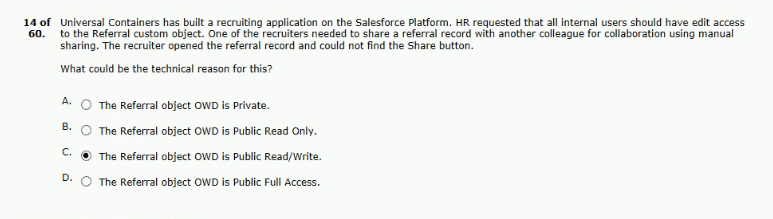 14 of Universal Containers has built a recruiting application on the Salesforce Platform. HR requested that all internal users should have edit access
60. to the Referral custom object. One of the recruiters needed to share a referral record with another colleague for collaboration using manual
sharing. The recruiter opened the referral record and could not find the Share button.
What could be the technical reason for this?
A. The Referral object OWD is Private.
B. The Referral object OWD is Public Read Only.
C. The Referral object OWD is Public Read/Write.
D. The Referral object OWD is Public Full Access.